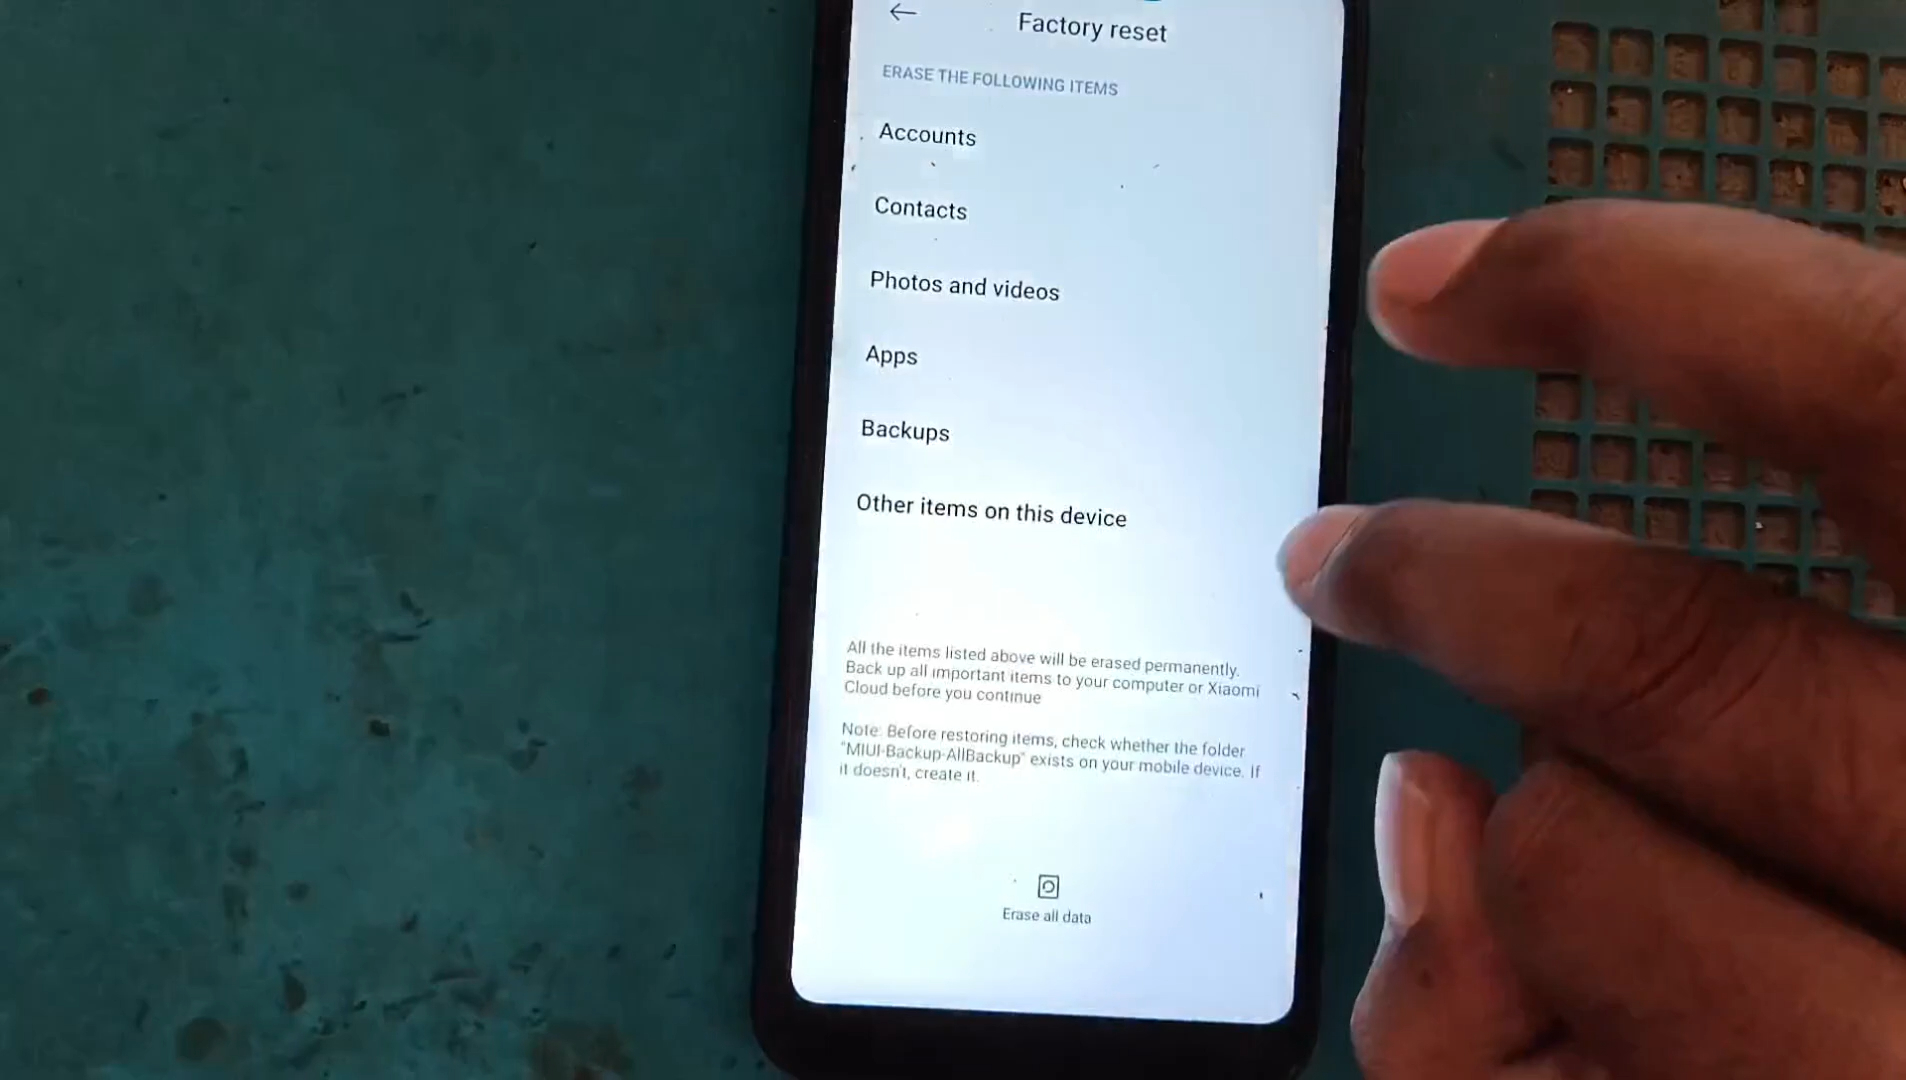 Factory reset
ERASE THE FOLLOWING ITEMS
Accounts
Contacts
Photos and videos
Apps
Backups
Other items on this device
All the items listed above will be erased permanently.
Back up all important items to your computer or Xiaomi
Cloud before you continue
Note: Before restoring items, check whether the folder
"MIUI-Backup-AllBackup" exists on your mobile device. If
it doesn't, create it.
Erase all data